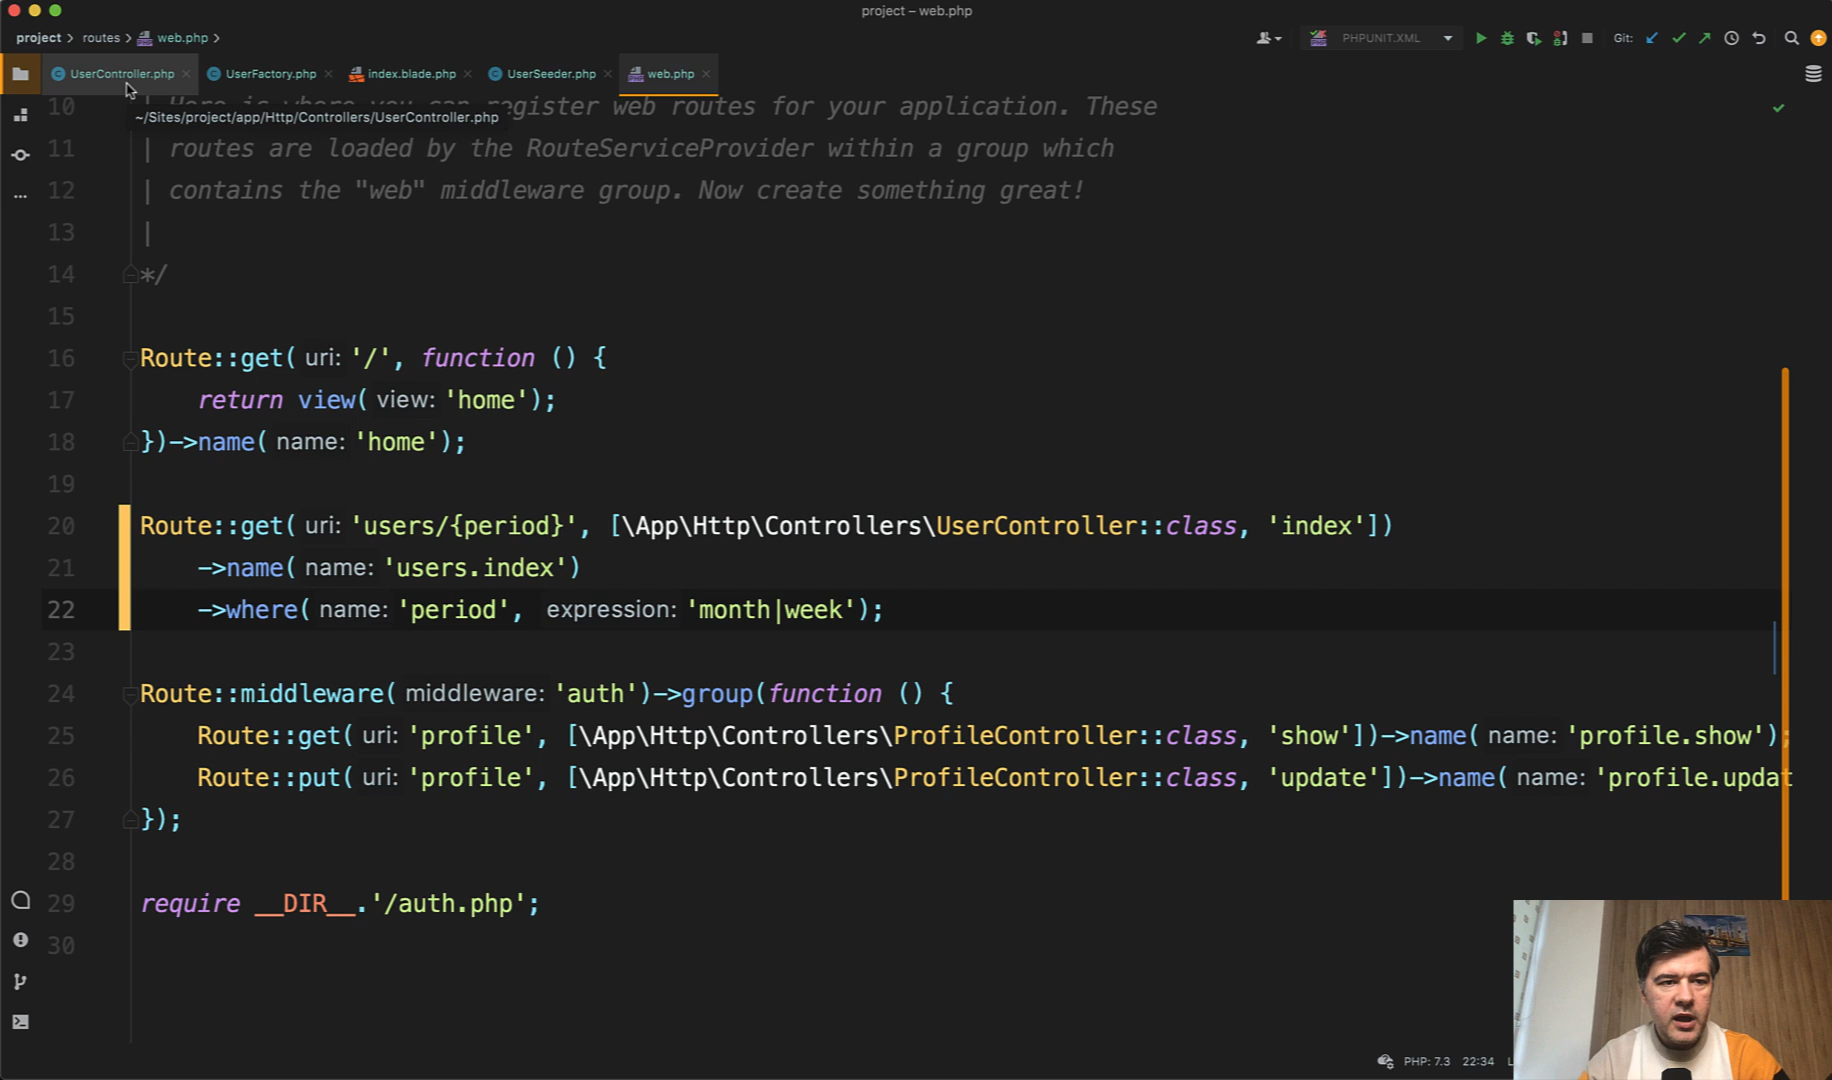 project – web.php
project > routes > web.php >
PHPUNIT.XML
Git:
UserController.php × UserFactory.php × index.blade.php × UserSeeder.php × web.php ×
10 | Here is where you can register web routes for your application. These
~/Sites/project/app/Http/Controllers/UserController.php
11 | routes are loaded by the RouteServiceProvider within a group which
12 | contains the "web" middleware group. Now create something great!
13 |
14 */
15
16 Route::get( uri: '/', function () {
17 return view( view: 'home');
18 })->name( name: 'home');
19
20 Route::get( uri: 'users/{period}', [\App\Http\Controllers\UserController::class, 'index'])
21 ->name( name: 'users.index')
22 ->where( name: 'period', expression: 'month|week');
23
24 Route::middleware( middleware: 'auth')->group(function () {
25 Route::get( uri: 'profile', [\App\Http\Controllers\ProfileController::class, 'show'])->name( name: 'profile.show');
26 Route::put( uri: 'profile', [\App\Http\Controllers\ProfileController::class, 'update'])->name( name: 'profile.updat
27 });
28
29 require __DIR__.'/auth.php';
30
PHP: 7.3 22:34